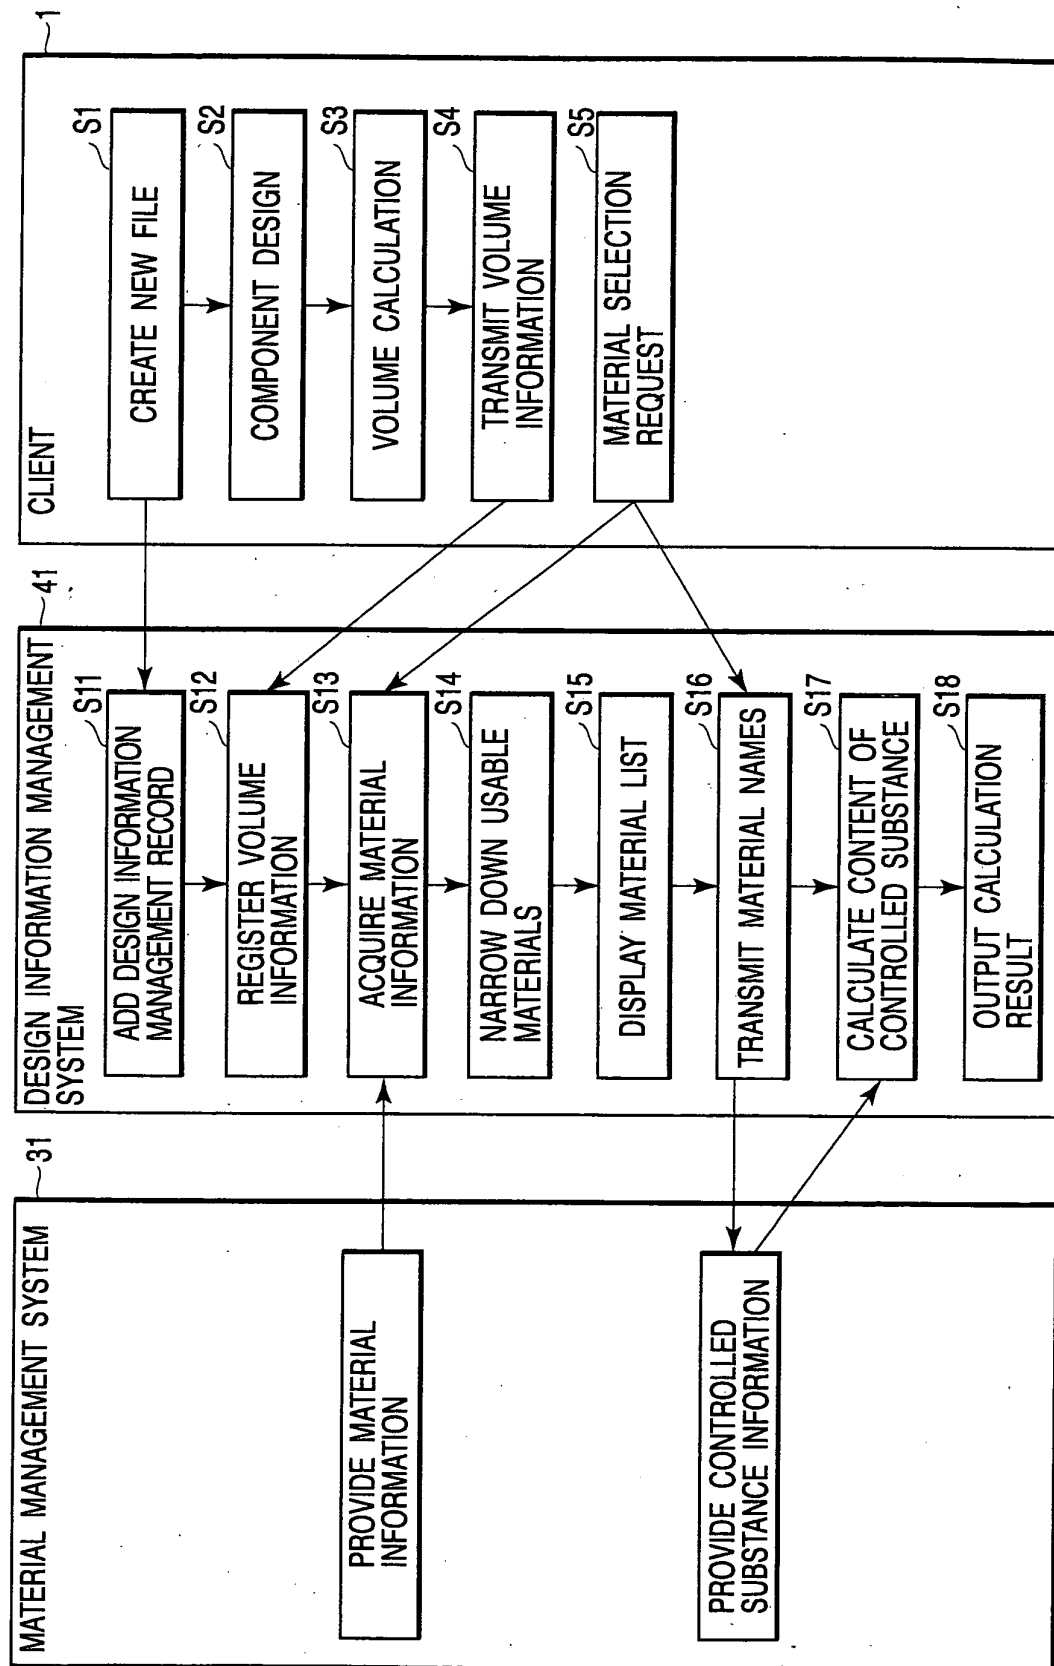 MATERIAL MANAGEMENT SYSTEM
31
PROVIDE MATERIAL
INFORMATION
PROVIDE CONTROLLED
SUBSTANCE INFORMATION
DESIGN INFORMATION MANAGEMENT
SYSTEM
41
S11
ADD DESIGN INFORMATION
MANAGEMENT RECORD
S12
REGISTER VOLUME
INFORMATION
S13
ACQUIRE MATERIAL
INFORMATION
S14
NARROW DOWN USABLE
MATERIALS
S15
DISPLAY MATERIAL LIST
S16
TRANSMIT MATERIAL NAMES
S17
CALCULATE CONTENT OF
CONTROLLED SUBSTANCE
S18
OUTPUT CALCULATION
RESULT
CLIENT
1
S1
CREATE NEW FILE
S2
COMPONENT DESIGN
S3
VOLUME CALCULATION
S4
TRANSMIT VOLUME
INFORMATION
S5
MATERIAL SELECTION
REQUEST